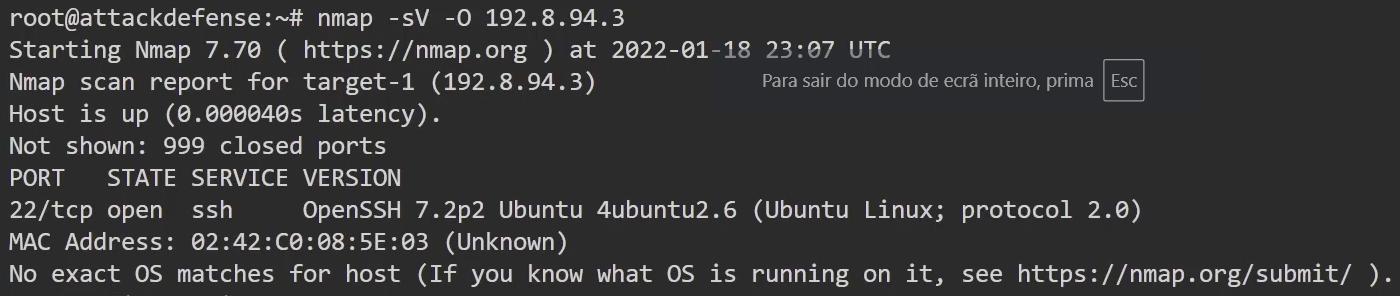 root@attackdefense:~# nmap -sV -O 192.8.94.3
Starting Nmap 7.70 ( https://nmap.org ) at 2022-01-18 23:07 UTC
Para sair do modo de ecrã inteiro, prima Esc
Nmap scan report for target-1 (192.8.94.3)
Host is up (0.000040s latency).
Not shown: 999 closed ports
PORT   STATE SERVICE VERSION
22/tcp open  ssh     OpenSSH 7.2p2 Ubuntu 4ubuntu2.6 (Ubuntu Linux; protocol 2.0)
MAC Address: 02:42:C0:08:5E:03 (Unknown)
No exact OS matches for host (If you know what OS is running on it, see https://nmap.org/submit/ ).